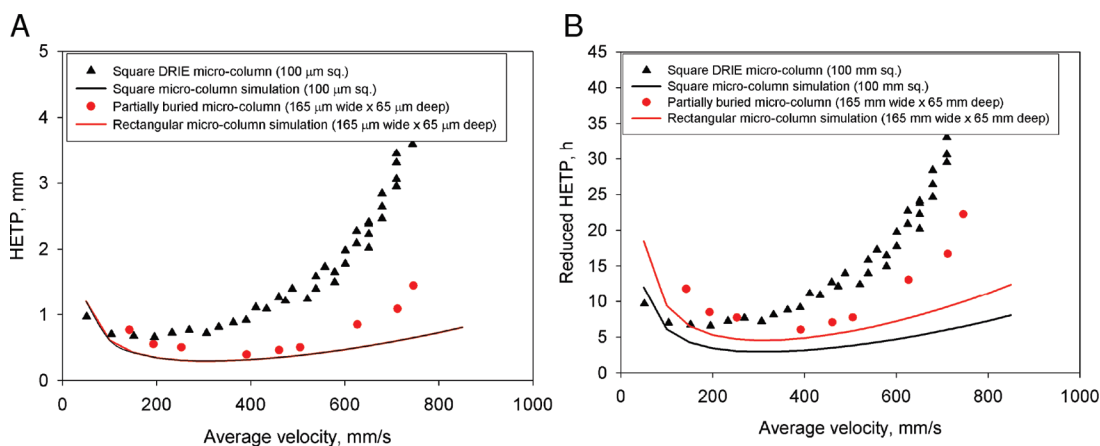 A
HETP, mm
5
4
3
2
1
0
▲ Square DRIE micro-column (100 μm sq.)
Square micro-column simulation (100 μm sq.)
● Partially buried micro-column (165 μm wide x 65 μm deep)
Rectangular micro-column simulation (165 μm wide x 65 μm deep)
0 200 400 600 800 1000
Average velocity, mm/s
B
Reduced HETP, h
45
40
35
30
25
20
15
10
5
0
▲ Square DRIE micro-column (100 mm sq.)
Square micro-column simulation (100 mm sq.)
● Partially buried micro-column (165 mm wide x 65 mm deep)
Rectangular micro-column simulation (165 mm wide x 65 mm deep)
0 200 400 600 800 1000
Average velocity, mm/s